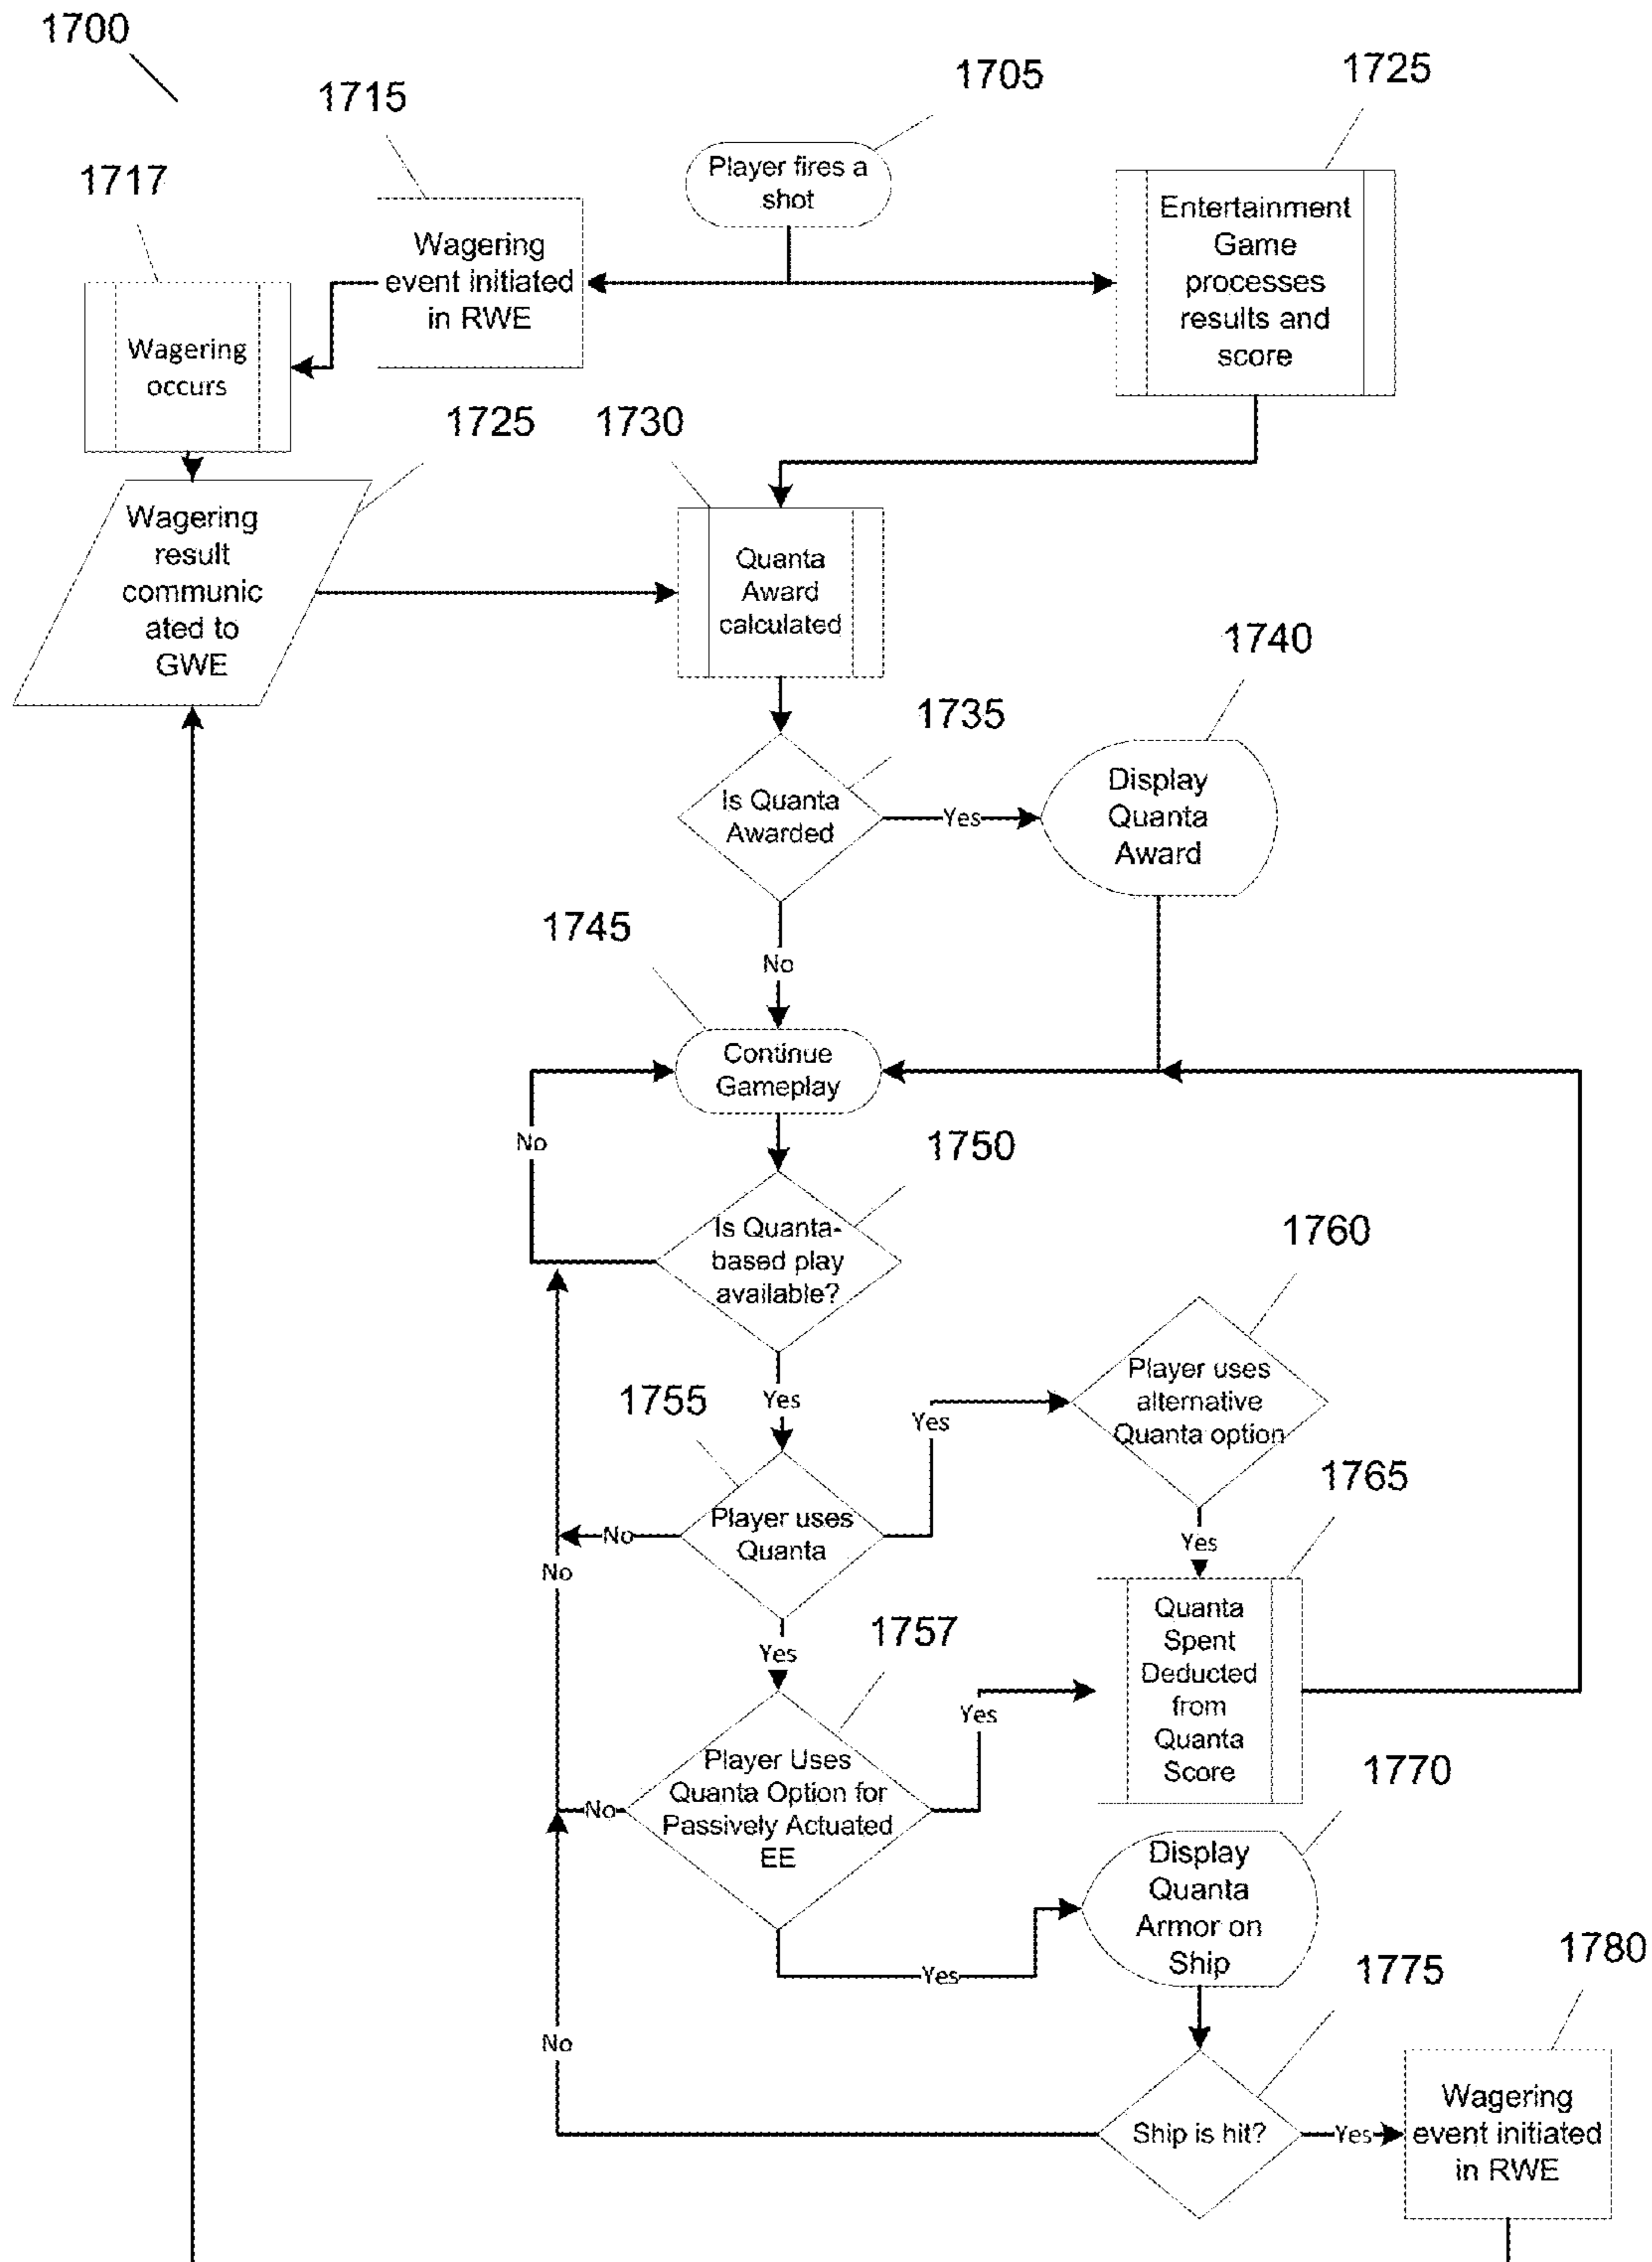 1700
1705
1725
1715
1717
Player fires a
shot
Entertainment
Game
processes
results and
score
Wagering
event initiated
in RWE
Wagering
occurs
1725
1730
Wagering
result
communic
ated to
GWE
Quanta
Award
calculated
1740
1735
Is Quanta
Awarded
Yes
Display
Quanta
Award
1745
No
Continue
Gameplay
No
1750
Is Quanta-
based play
available?
1760
Yes
1755
Yes
Player uses
alternative
Quanta option
1765
Player uses
Quanta
No
Yes
No
Quanta
Spent
Deducted
from
Quanta
Score
Yes
1757
Yes
Player Uses
Quanta Option for
Passively Actuated
EE
No
1770
Display
Quanta
Armor on
Ship
Yes
1780
1775
No
Ship is hit?
Yes
Wagering
event initiated
in RWE